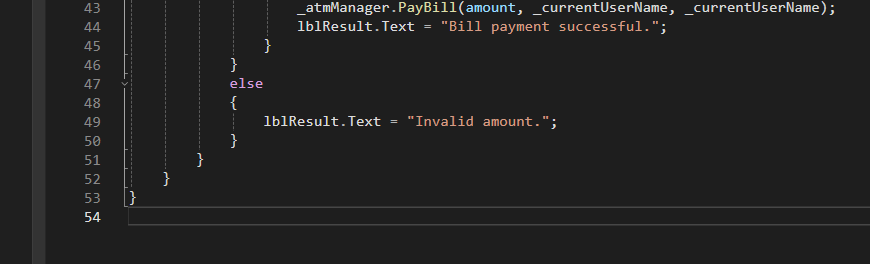 43 _atmManager.PayBill(amount, _currentUserName, _currentUserName);
44 lblResult.Text = "Bill payment successful.";
45 }
46 }
47 else
48 {
49 lblResult.Text = "Invalid amount.";
50 }
51 }
52 }
53 }
54